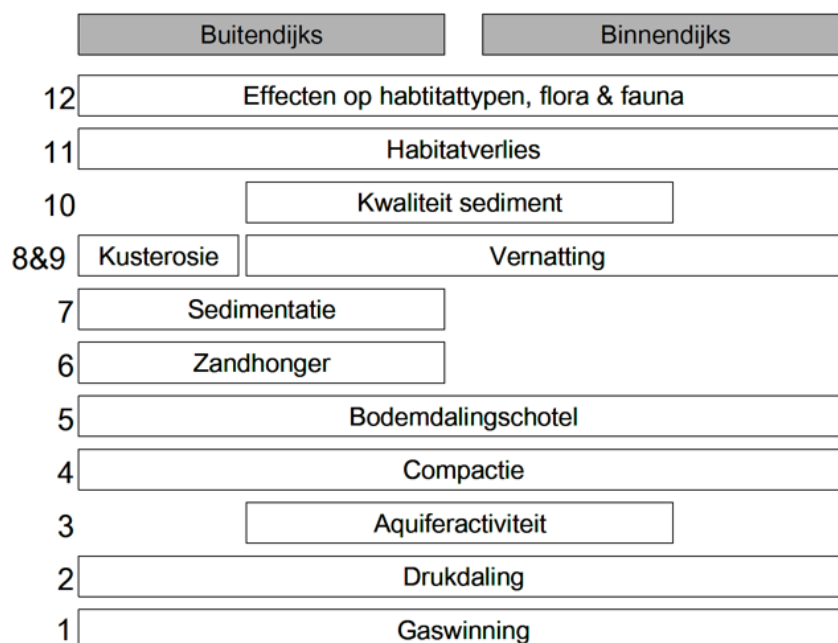 Buitendijks Binnendijks
12 Effecten op habtitattypen, flora & fauna
11 Habitatverlies
10 Kwaliteit sediment
8&9 Kusterosie Vernatting
7 Sedimentatie
6 Zandhonger
5 Bodemdalingschotel
4 Compactie
3 Aquiferactiviteit
2 Drukdaling
1 Gaswinning